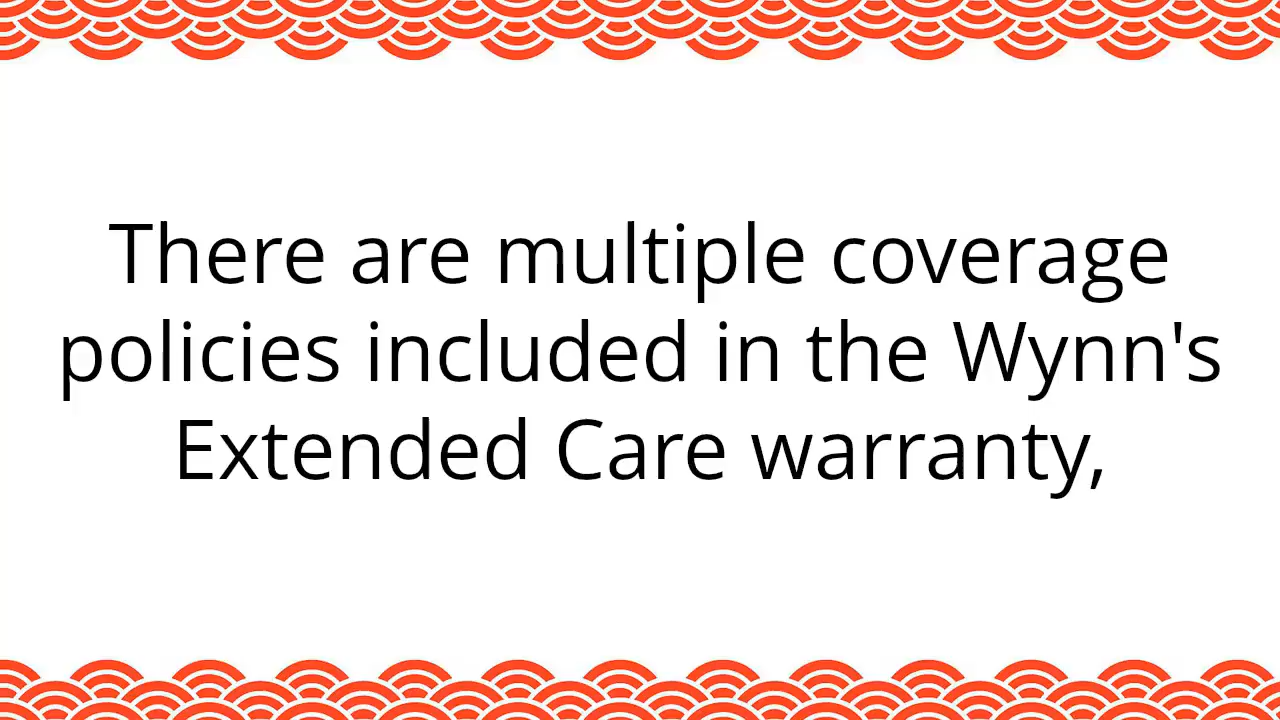 There are multiple coverage
policies included in the Wynn's
Extended Care warranty,